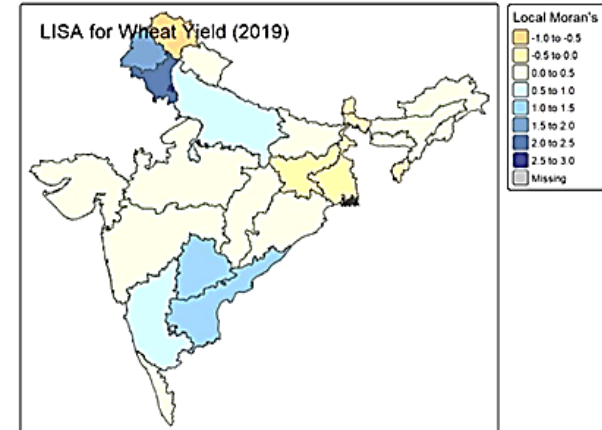 LISA for Wheat Yield (2019)
Local Moran's
-1.0 to -0.5
-0.5 to 0.0
0.0 to 0.5
0.5 to 1.0
1.0 to 1.5
1.5 to 2.0
2.0 to 2.5
2.5 to 3.0
Missing